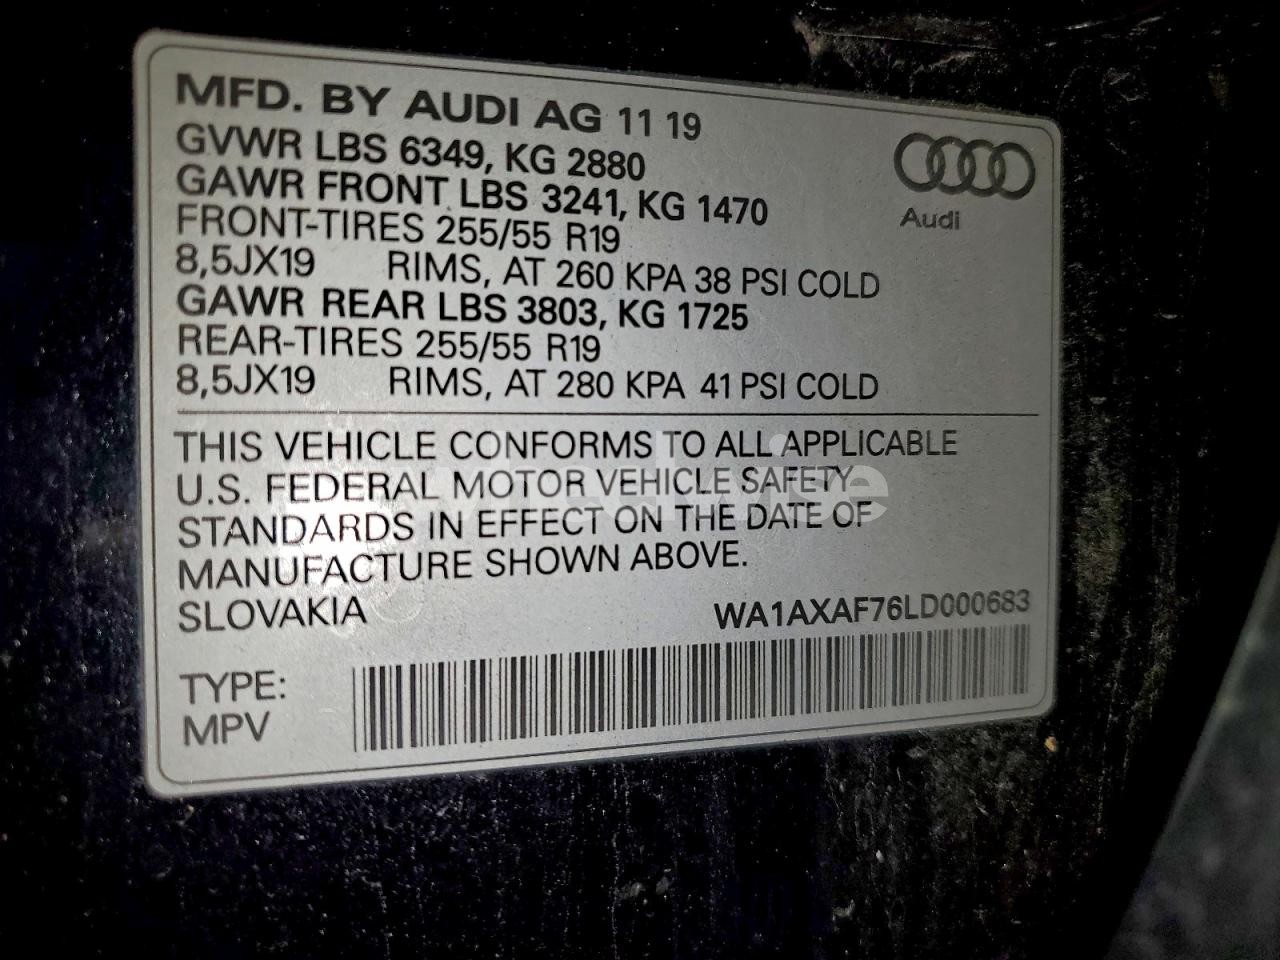 MFD. BY AUDI AG 11 19
GVWR LBS 6349, KG 2880
GAWR FRONT LBS 3241, KG 1470
FRONT-TIRES 255/55 R19
8,5JX19 RIMS, AT 260 KPA 38 PSI COLD
GAWR REAR LBS 3803, KG 1725
REAR-TIRES 255/55 R19
8,5JX19 RIMS, AT 280 KPA 41 PSI COLD
Audi
THIS VEHICLE CONFORMS TO ALL APPLICABLE
U.S. FEDERAL MOTOR VEHICLE SAFETY
STANDARDS IN EFFECT ON THE DATE OF
MANUFACTURE SHOWN ABOVE.
SLOVAKIA WA1AXAF76LD000683
TYPE:
MPV